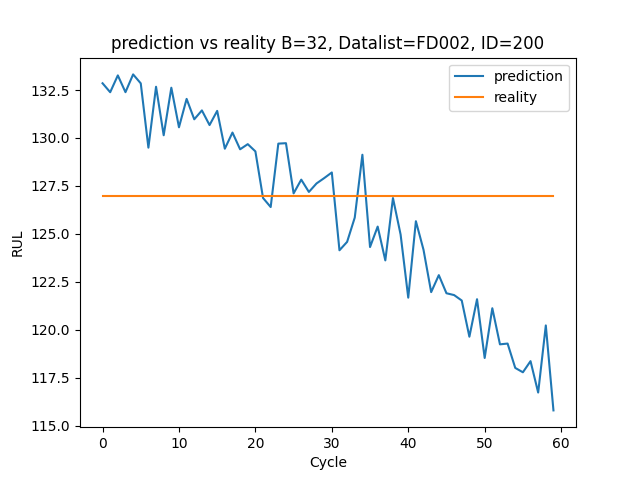 prediction vs reality B=32, Datalist=FD002, ID=200
prediction
reality
132.5
130.0
127.5
125.0
122.5
120.0
117.5
115.0
RUL
0 10 20 30 40 50 60
Cycle